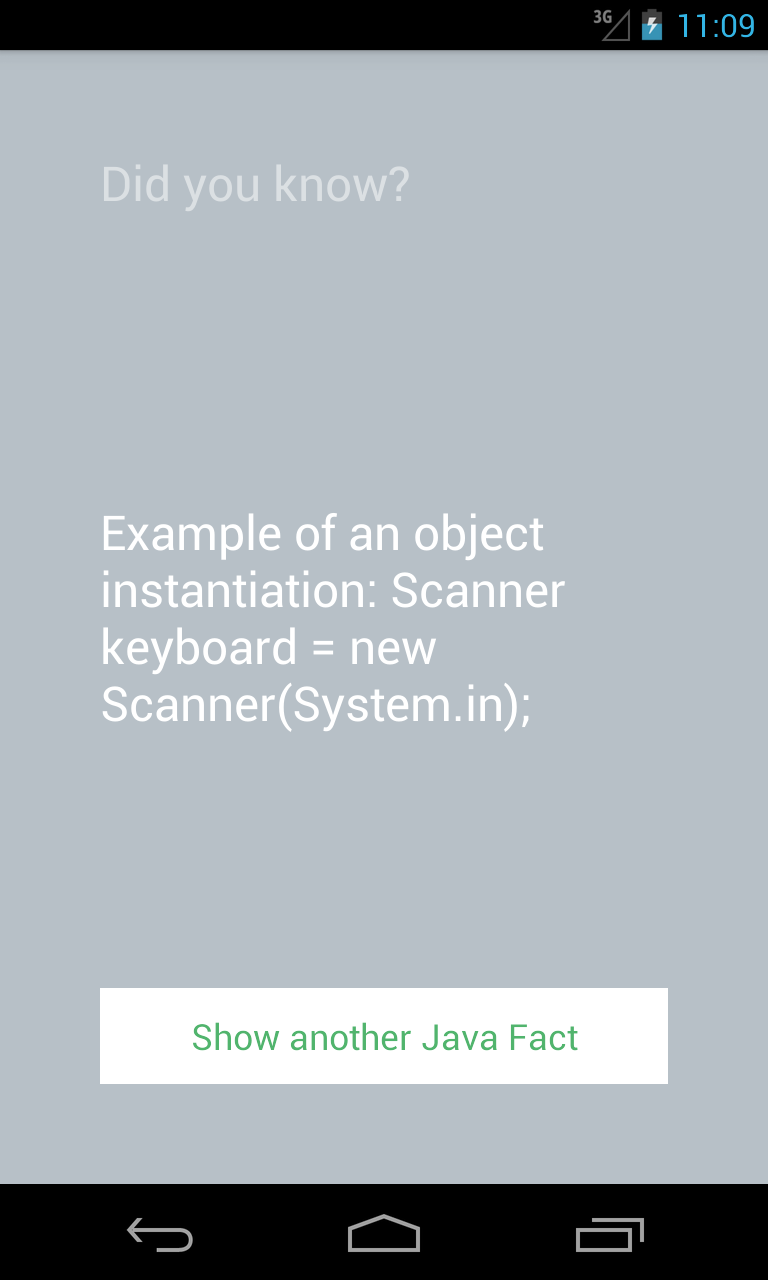 3G 11:09
Did you know?
Example of an object
instantiation: Scanner
keyboard = new
Scanner(System.in);
Show another Java Fact